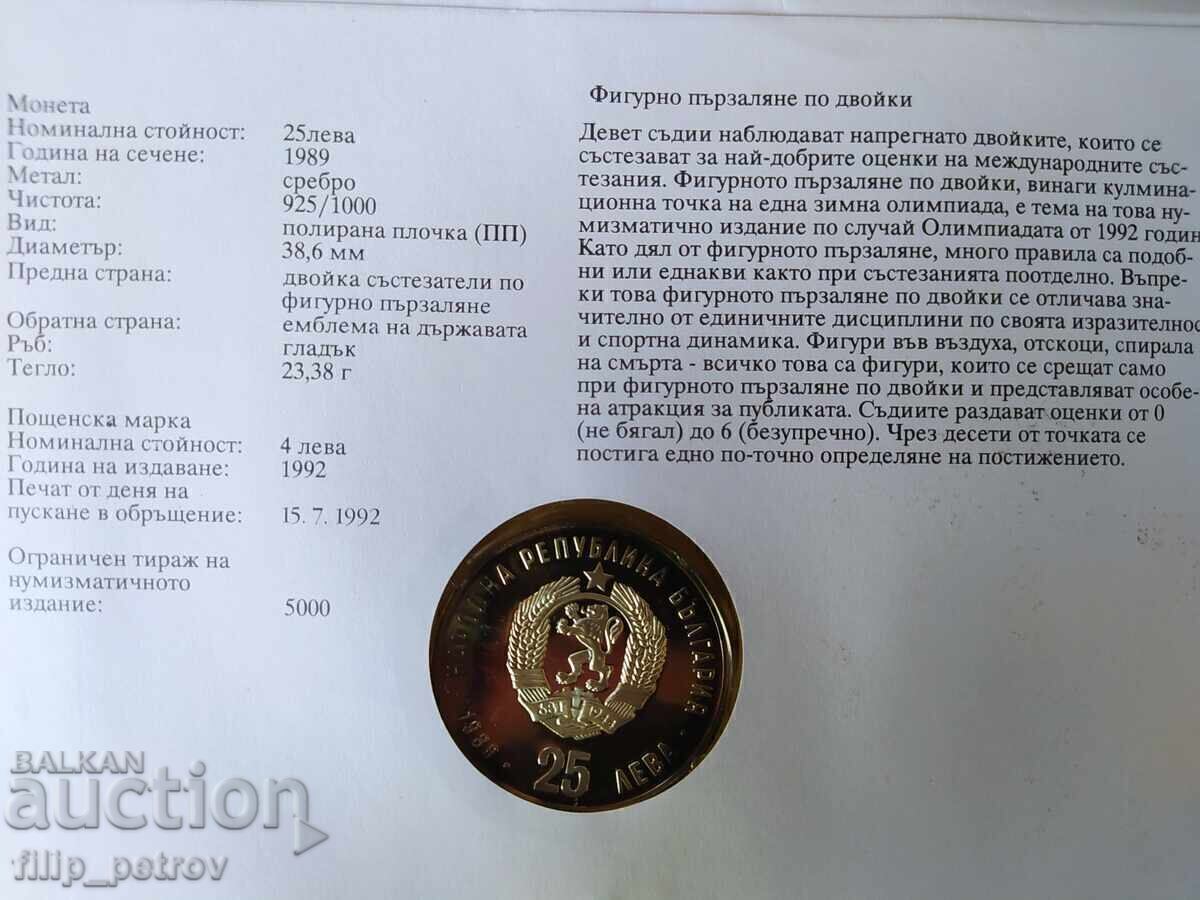 Монета
Номинална стойност: 25лева
Година на сечене: 1989
Метал: сребро
Чистота: 925/1000
Вид: полирана плочка (ПП)
Диаметър: 38,6 мм
Предна страна: двойка състезатели по
фигурно пързаляне
Обратна страна: емблема на държавата
Ръб: гладък
Тегло: 23,38 г
Пощенска марка
Номинална стойност: 4 лева
Година на издаване: 1992
Печат от деня на
пускане в обръщение: 15. 7. 1992
Ограничен тираж на
нумизматичното
издание: 5000
Фигурно пързаляне по двойки
Девет съдии наблюдават напрегнато двойките, които се
състезават за най-добрите оценки на международните със-
тезания. Фигурното пързаляне по двойки, винаги кулмина-
ционна точка на една зимна олимпиада, е тема на това ну-
мизматично издание по случай Олимпиадата от 1992 годин
Като дял от фигурното пързаляне, много правила са подоб-
ни или еднакви както при състезанията поотделно. Въпре-
ки това фигурното пързаляне по двойки се отличава зна-
чително от единичните дисциплини по своята изразителнос
и спортна динамика. Фигури във въздуха, отскоци, спирала
на смърта - всичко това са фигури, които се срещат само
при фигурното пързаляне по двойки и представляват особе-
на атракция за публиката. Съдиите раздават оценки от 0
(не бягал) до 6 (безупречно). Чрез десети от точката се
постига едно по-точно определяне на постижението.
НАРОДНА РЕПУБЛИКА БЪЛГАРИЯ
681 1944
1989
25 ЛЕВА
BALKAN
auction
filip_petrov